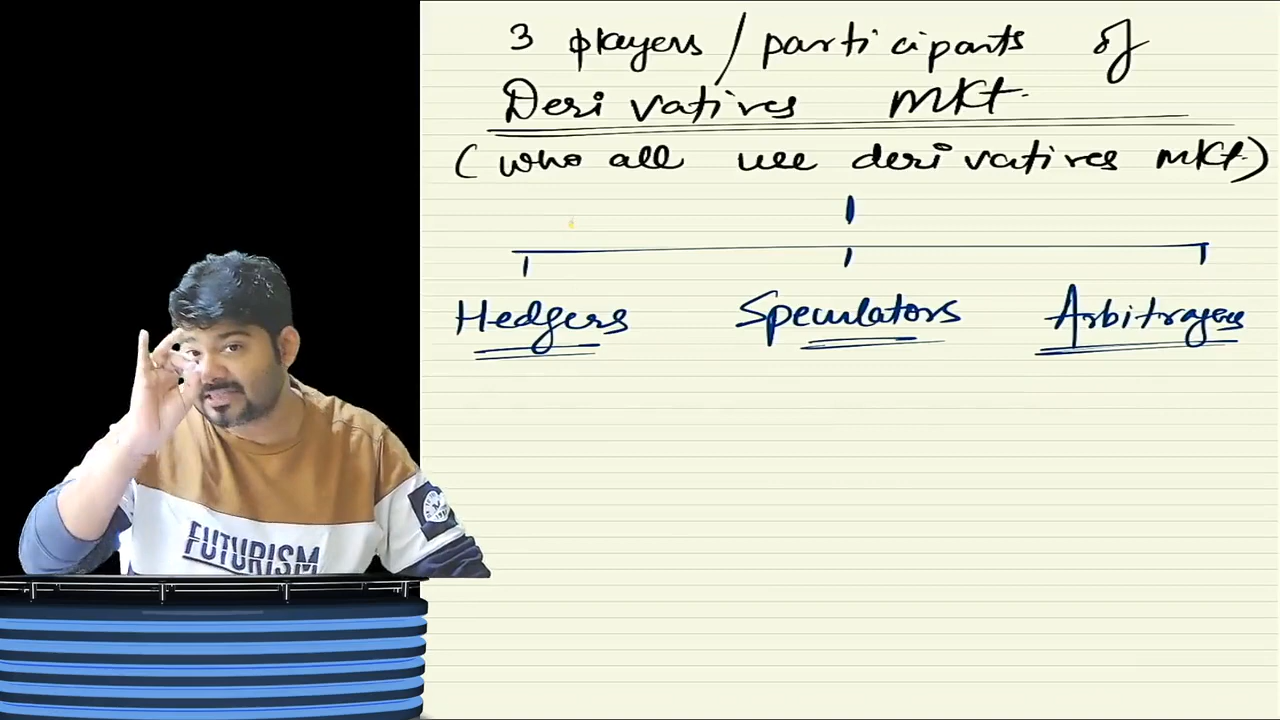 3 players/participants of
Derivatives mkt.
(who all use derivatives mkt.)
Hedgers Speculators Arbitragers
FUTURISM